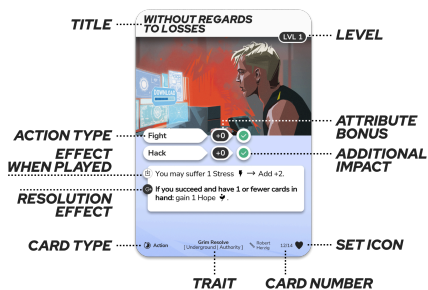 TITLE
WITHOUT REGARDS
TO LOSSES
LVL 1
LEVEL
DOWNLOAD
ATTRIBUTE
BONUS
ACTION TYPE
Fight
+0
EFFECT
WHEN PLAYED
Hack
+0
ADDITIONAL
IMPACT
You may suffer 1 Stress → Add +2.
RESOLUTION
EFFECT
If you succeed and have 1 or fewer cards in
hand: gain 1 Hope .
CARD TYPE
Action
Grim Resolve
[ Underground | Authority ]
Robert
Hervig
12/14
SET ICON
TRAIT
CARD NUMBER